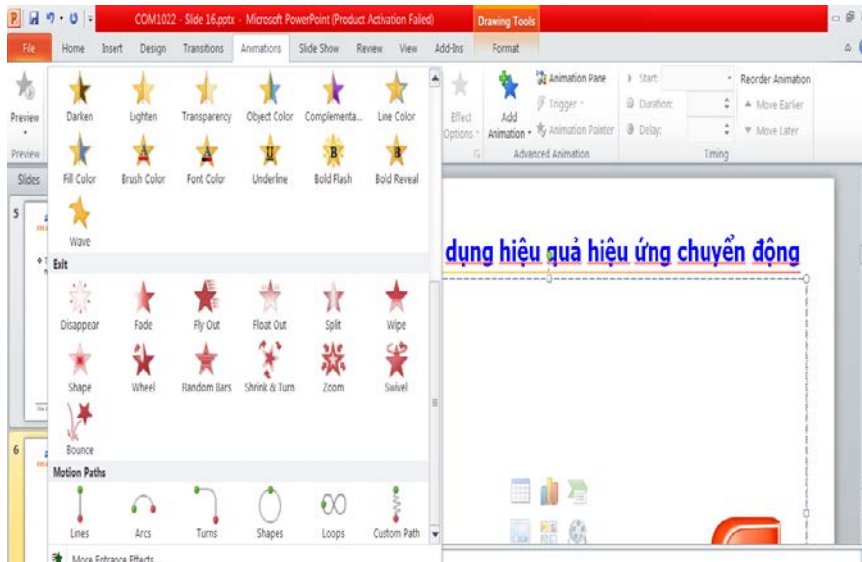 COM1022 - Slide 16.pptx - Microsoft PowerPoint (Product Activation Failed)
Drawing Tools
File Home Insert Design Transitions Animations Slide Show Review View Add-Ins Format
Preview
Preview
Darken Lighten Transparency Object Color Complementa... Line Color
Fill Color Brush Color Font Color Underline Bold Flash Bold Reveal
Wave
Exit
Disappear Fade Fly Out Float Out Split Wipe
Shape Wheel Random Bars Shrink & Turn Zoom Swivel
Bounce
Motion Paths
Lines Arcs Turns Shapes Loops Custom Path
More Entrance Effects
Effect Options
Add Animation
Animation Pane
Trigger
Animation Painter
Advanced Animation
Start:
Duration:
Delay:
Reorder Animation
Move Earlier
Move Later
Timing
Slides
5
6
dụng hiệu quả hiệu ứng chuyển động